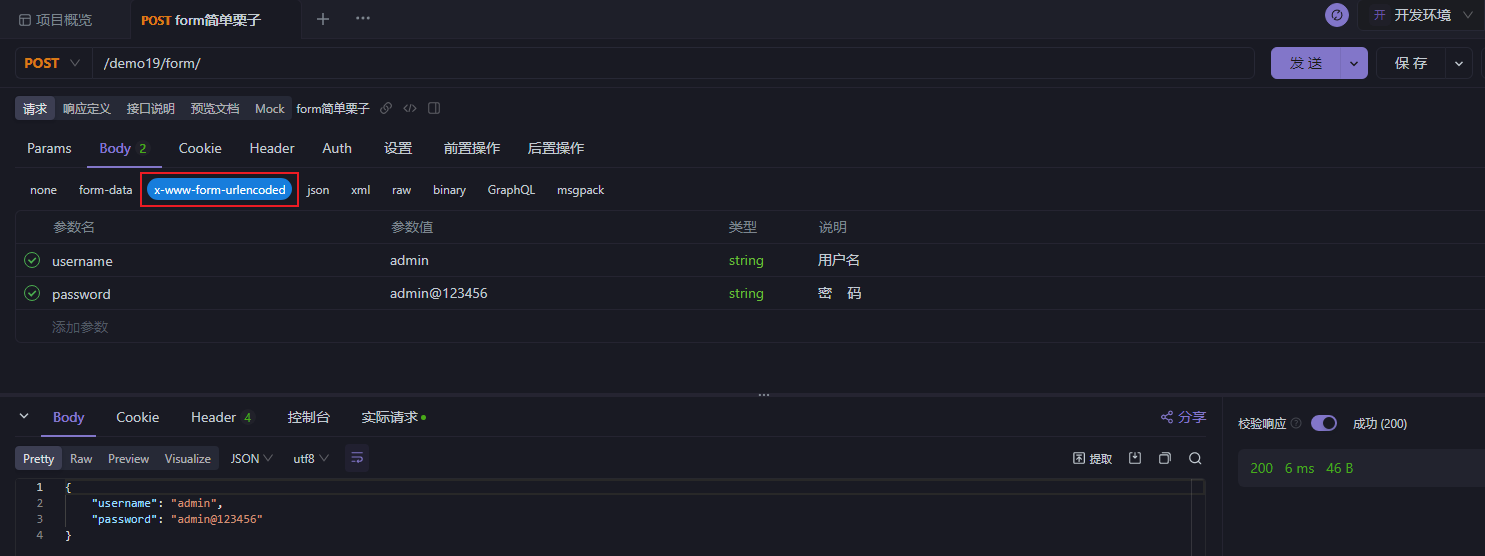 项目概览 POST form简单栗子 开 开发环境
POST /demo19/form/ 发 送 保 存
请求 响应定义 接口说明 预览文档 Mock form简单栗子
Params Body 2 Cookie Header Auth 设置 前置操作 后置操作
none form-data x-www-form-urlencoded json xml raw binary GraphQL msgpack
参数名 参数值 类型 说明
username admin string 用户名
password admin@123456 string 密 码
添加参数
Body Cookie Header 4 控制台 实际请求 分享 校验响应 成功 (200)
Pretty Raw Preview Visualize JSON utf8 提取 200 6 ms 46 B
1 {
2 "username": "admin",
3 "password": "admin@123456"
4 }